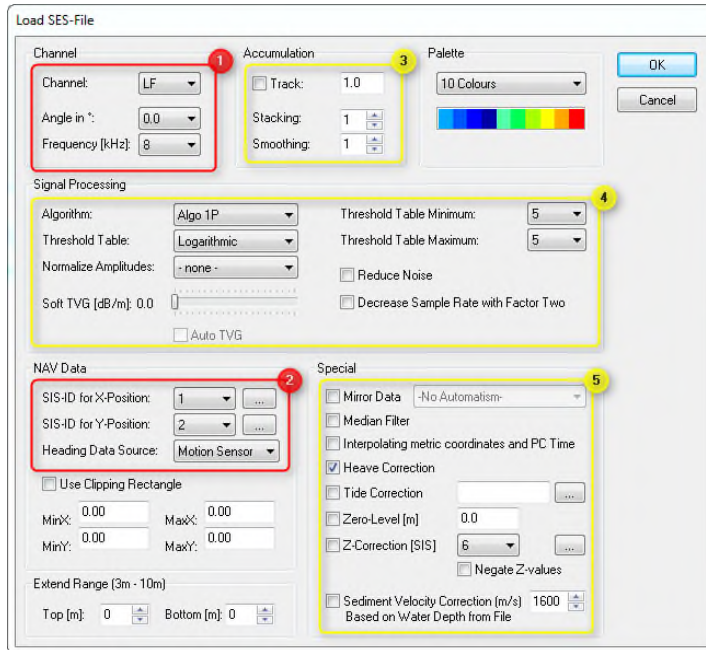 Load SES-File
Channel
1
Channel: LF
Angle in °: 0.0
Frequency [kHz]: 8
Accumulation
3
Track: 1.0
Stacking: 1
Smoothing: 1
Palette
10 Colours
OK
Cancel
Signal Processing
4
Algorithm: Algo 1P
Threshold Table: Logarithmic
Normalize Amplitudes: - none -
Soft TVG [dB/m]: 0.0
Auto TVG
Threshold Table Minimum: 5
Threshold Table Maximum: 5
Reduce Noise
Decrease Sample Rate with Factor Two
NAV Data
2
SIS-ID for X-Position: 1 ...
SIS-ID for Y-Position: 2 ...
Heading Data Source: Motion Sensor
Use Clipping Rectangle
MinX: 0.00 MaxX: 0.00
MinY: 0.00 MaxY: 0.00
Extend Range (3m - 10m)
Top [m]: 0 Bottom [m]: 0
Special
5
Mirror Data -No Automatism-
Median Filter
Interpolating metric coordinates and PC Time
Heave Correction
Tide Correction ...
Zero-Level [m] 0.0
Z-Correction [SIS] 6 ...
Negate Z-values
Sediment Velocity Correction (m/s) 1600
Based on Water Depth from File